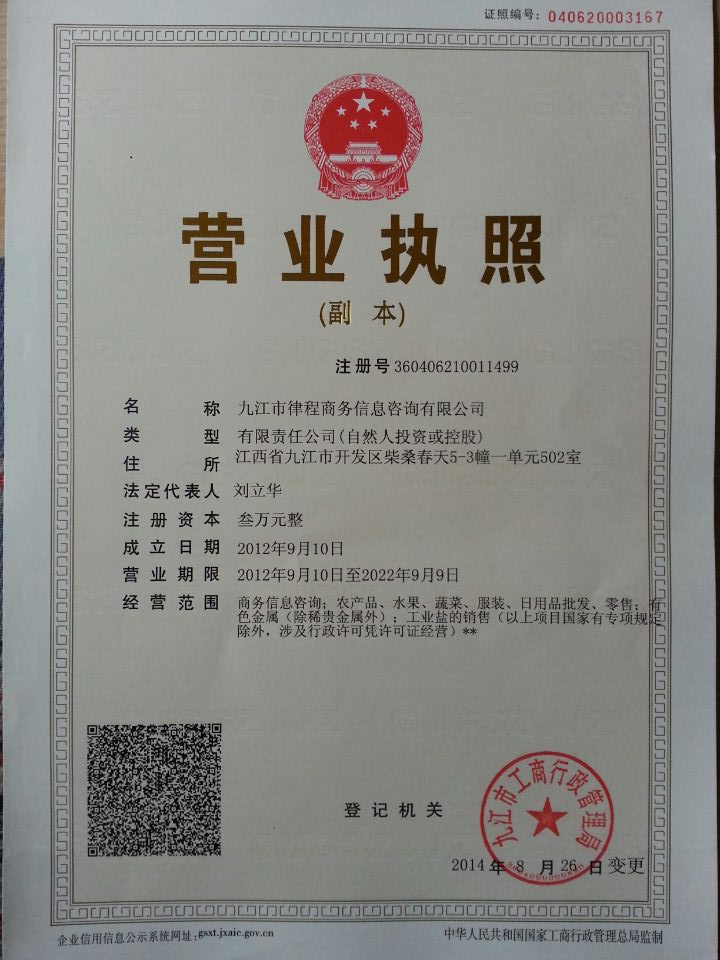 证照编号：040620003167
营业执照
(副 本)
注册号 360406210011499
名 称 九江市律程商务信息咨询有限公司
类 型 有限责任公司(自然人投资或控股)
住 所 江西省九江市开发区柴桑春天5-3幢一单元502室
法定代表人 刘立华
注册资本 叁万元整
成立日期 2012年9月10日
营业期限 2012年9月10日至2022年9月9日
经营范围 商务信息咨询；农产品、水果、蔬菜、服装、日用品批发、零售；有
色金属（除稀贵金属外）；工业盐的销售（以上项目国家有专项规定
除外，涉及行政许可凭许可证经营）**
九江市工商行政管理局
登记机关
2014年 8 月 26 日变更
企业信用信息公示系统网址：gsxt.jxaic.gov.cn
中华人民共和国国家工商行政管理总局监制